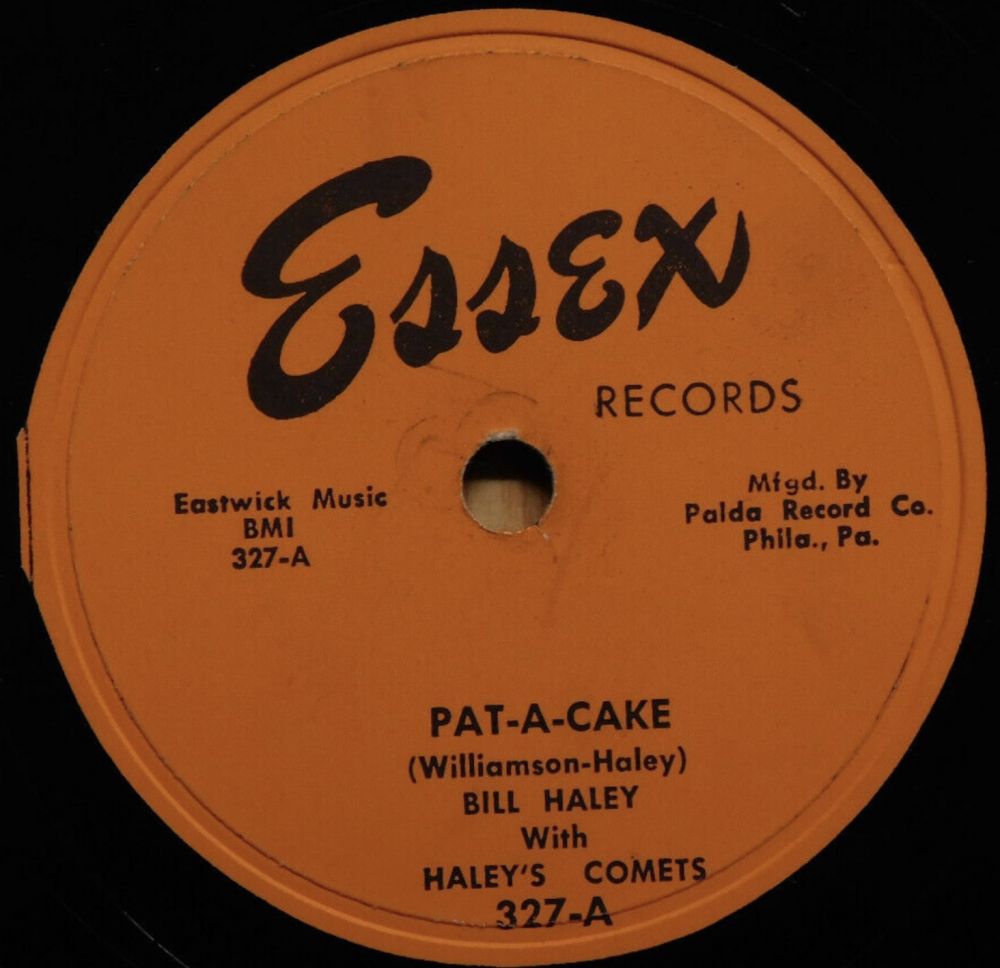 Essex
RECORDS
Eastwick Music
BMI
327-A
Mfgd. By
Palda Record Co.
Phila., Pa.
PAT-A-CAKE
(Williamson-Haley)
BILL HALEY
With
HALEY'S COMETS
327-A